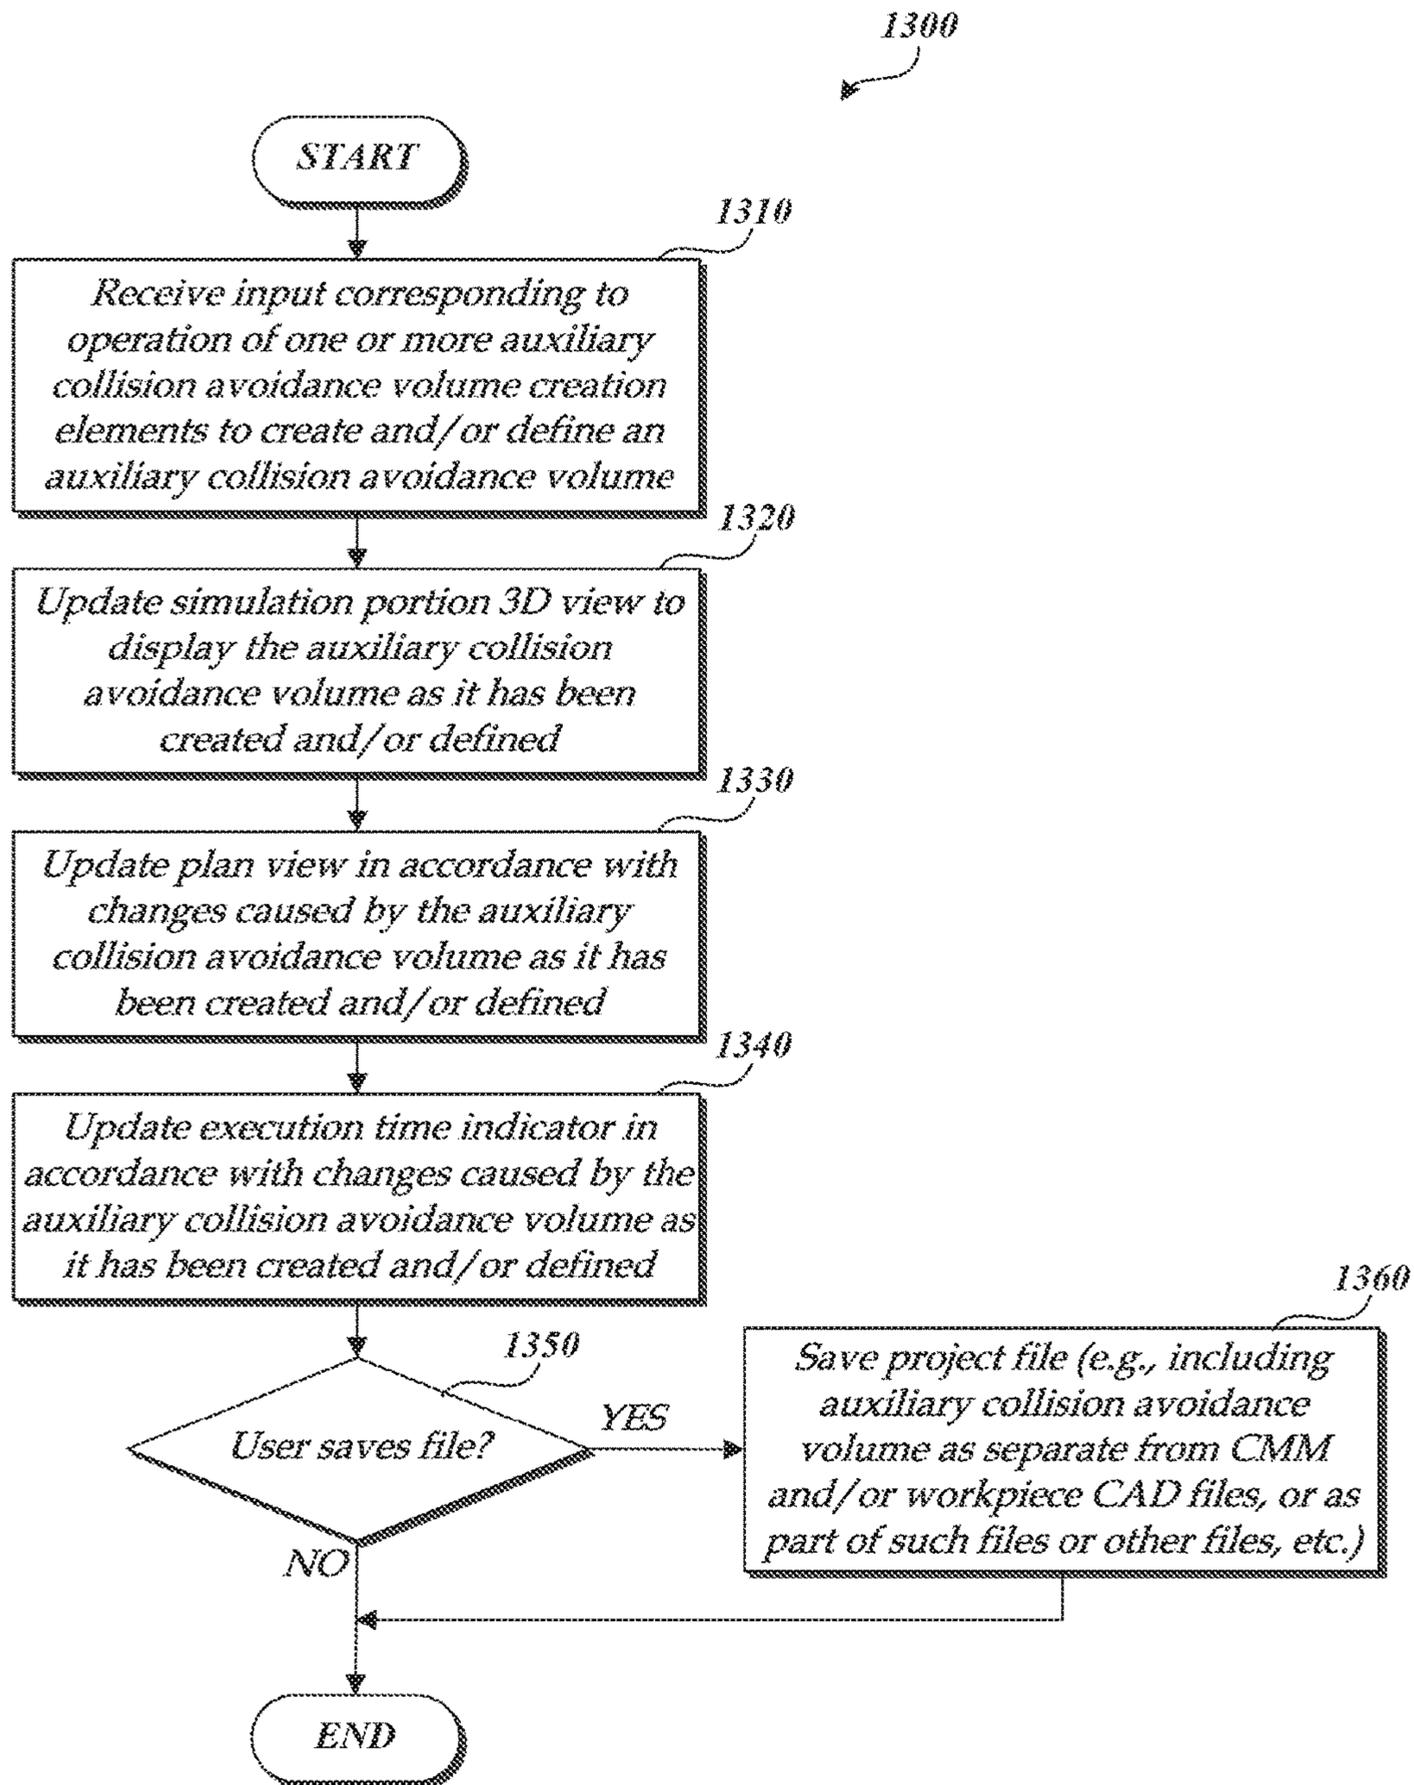 1300
START
1310
Receive input corresponding to
operation of one or more auxiliary
collision avoidance volume creation
elements to create and/or define an
auxiliary collision avoidance volume
1320
Update simulation portion 3D view to
display the auxiliary collision
avoidance volume as it has been
created and/or defined
1330
Update plan view in accordance with
changes caused by the auxiliary
collision avoidance volume as it has
been created and/or defined
1340
Update execution time indicator in
accordance with changes caused by the
auxiliary collision avoidance volume as
it has been created and/or defined
1350
User saves file?
YES
1360
Save project file (e.g., including
auxiliary collision avoidance
volume as separate from CMM
and/or workpiece CAD files, or as
part of such files or other files, etc.)
NO
END